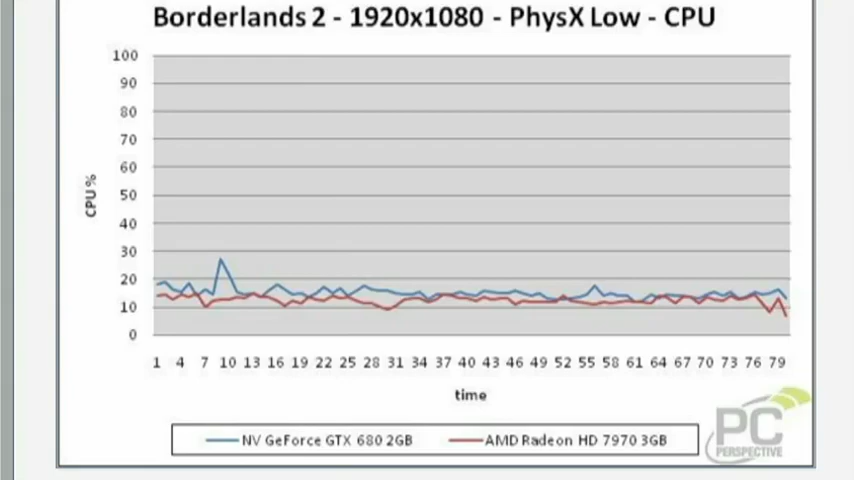 Borderlands 2 - 1920x1080 - PhysX Low - CPU
100
90
80
70
60
50
40
30
20
10
0
CPU %
1 4 7 10 13 16 19 22 25 28 31 34 37 40 43 46 49 52 55 58 61 64 67 70 73 76 79
time
NV GeForce GTX 680 2GB AMD Radeon HD 7970 3GB
PC
PERSPECTIVE